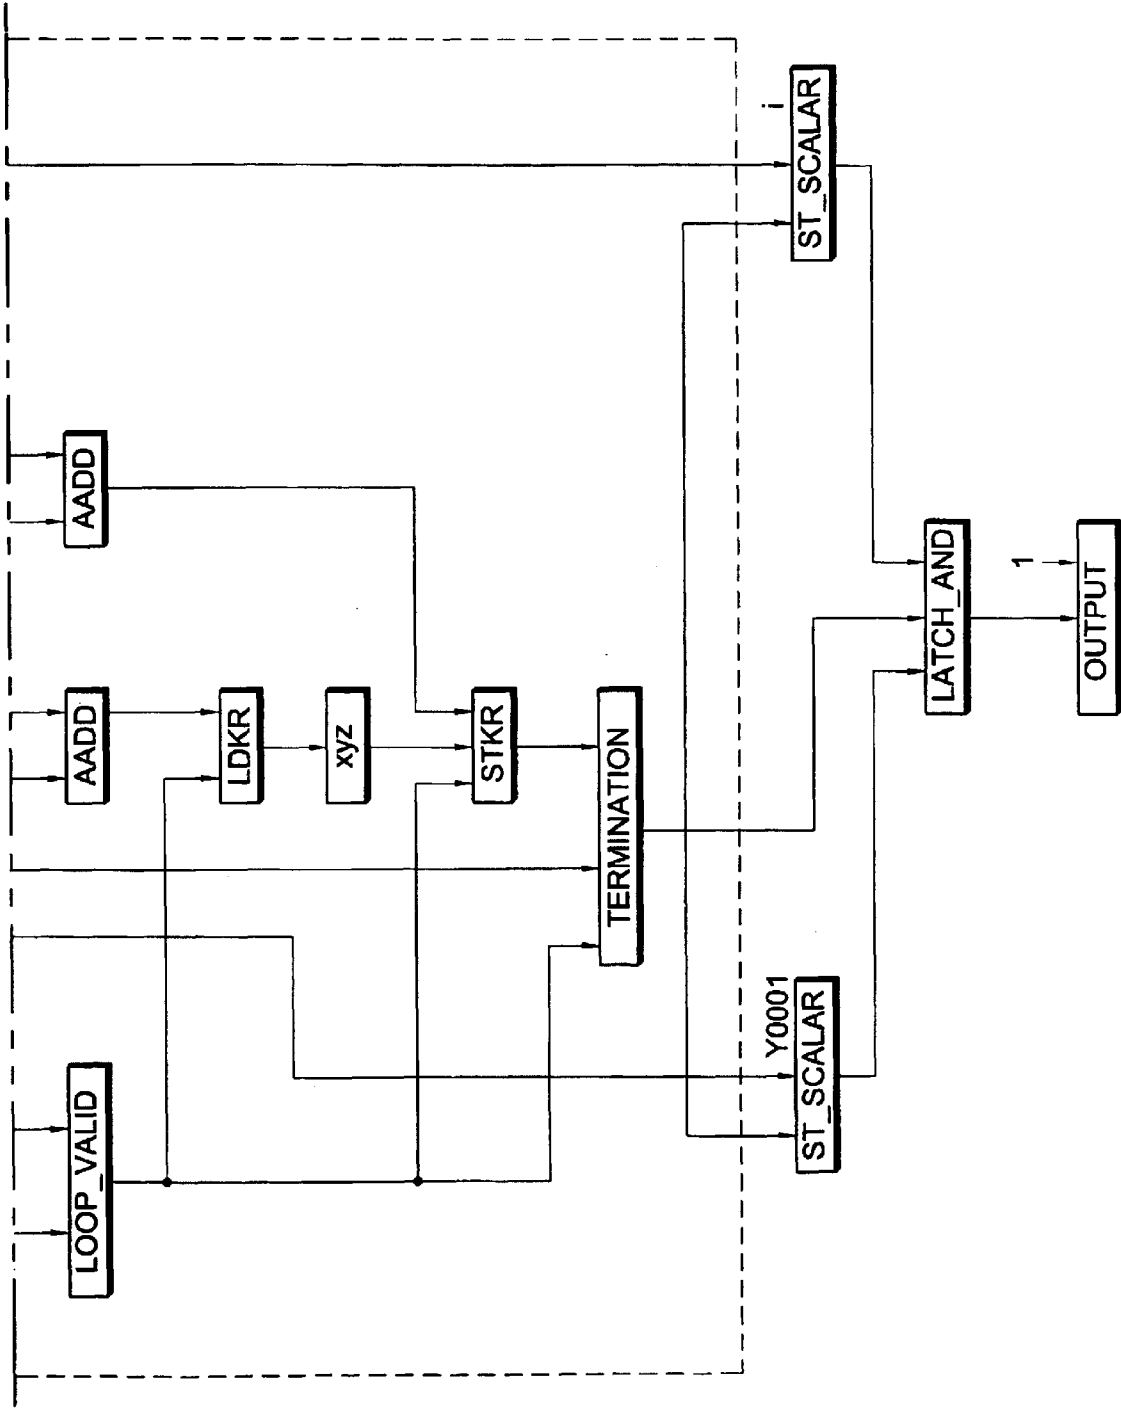 LOOP_VALID
AADD
AADD
LDKR
xyz
STKR
TERMINATION
Y0001
ST_SCALAR
i
ST_SCALAR
LATCH_AND
1
OUTPUT